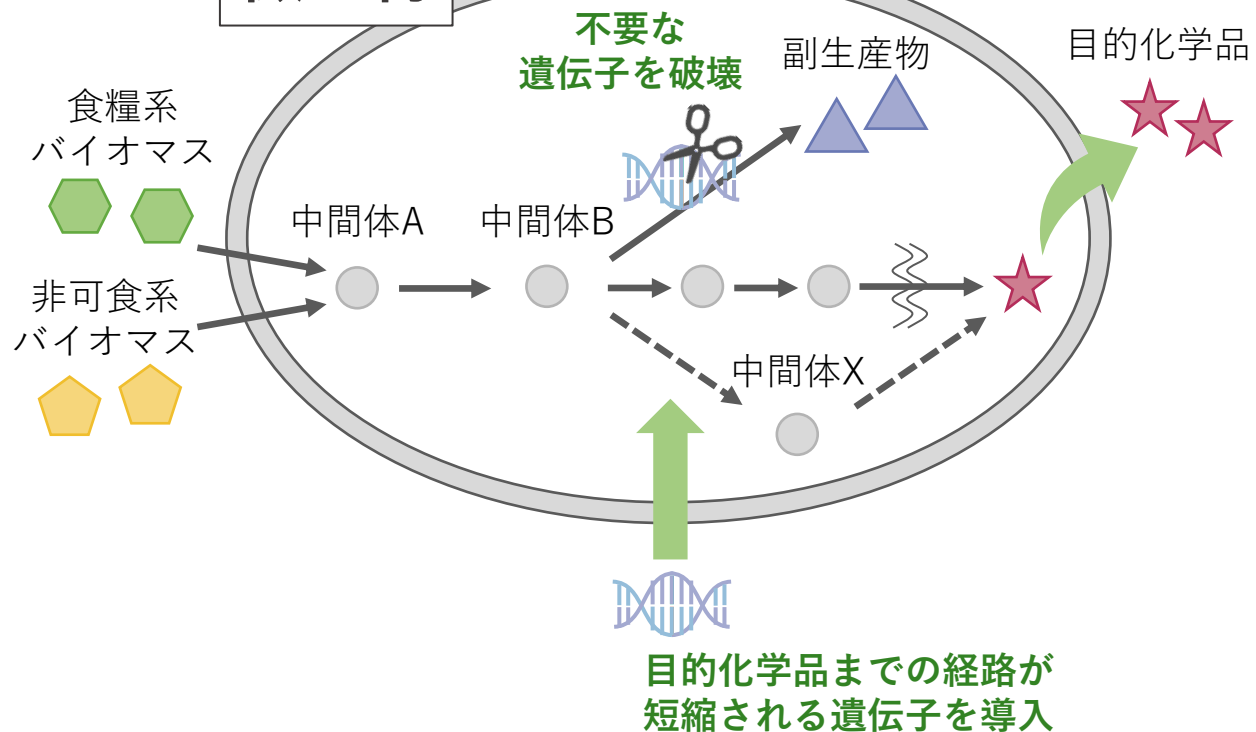 不要な
遺伝子を破壊
副生産物
目的化学品
食糧系
バイオマス
中間体A
中間体B
非可食系
バイオマス
中間体X
目的化学品までの経路が
短縮される遺伝子を導入